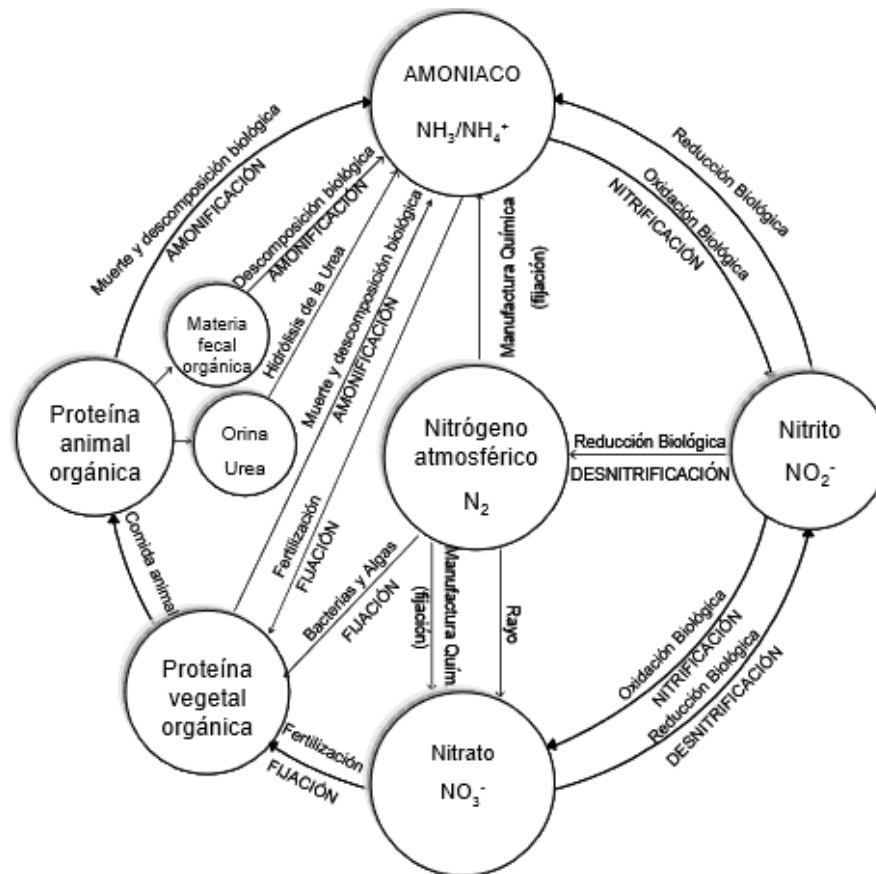 AMONIACO
NH₃/NH₄⁺
Muerte y descomposición biológica
AMONIFICACIÓN
Descomposición biológica
AMONIFICACIÓN
Hidrólisis de la Urea
Muerte y descomposición biológica
AMONIFICACIÓN
Fertilización
FIJACIÓN
Manufactura Química
(fijación)
Reducción Biológica
Oxidación Biológica
NITRIFICACIÓN
Materia
fecal
orgánica
Proteína
animal
orgánica
Orina
Urea
Nitrógeno
atmosférico
N₂
Reducción Biológica
DESNITRIFICACIÓN
Nitrito
NO₂⁻
Comida animal
Bacterias y Algas
FIJACIÓN
Manufactura Quím
(fijación)
Rayo
Oxidación Biológica
NITRIFICACIÓN
Reducción Biológica
DESNITRIFICACIÓN
Proteína
vegetal
orgánica
Fertilización
FIJACIÓN
Nitrato
NO₃⁻